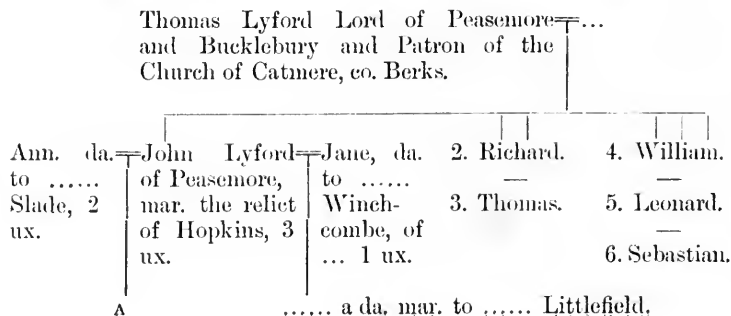 Thomas Lyford Lord of Peasemore=...
and Bucklebury and Patron of the
Church of Catmere, co. Berks.
Ann. da.=John Lyford=Jane, da. 2. Richard. 4. William.
to ...... of Peasemore, to ...... — —
Slade, 2 mar. the relict Winch- 3. Thomas. 5. Leonard.
ux. of Hopkins, 3 combe, of —
ux. ... 1 ux. 6. Sebastian.
A ...... a da. mar. to ...... Littlefield.